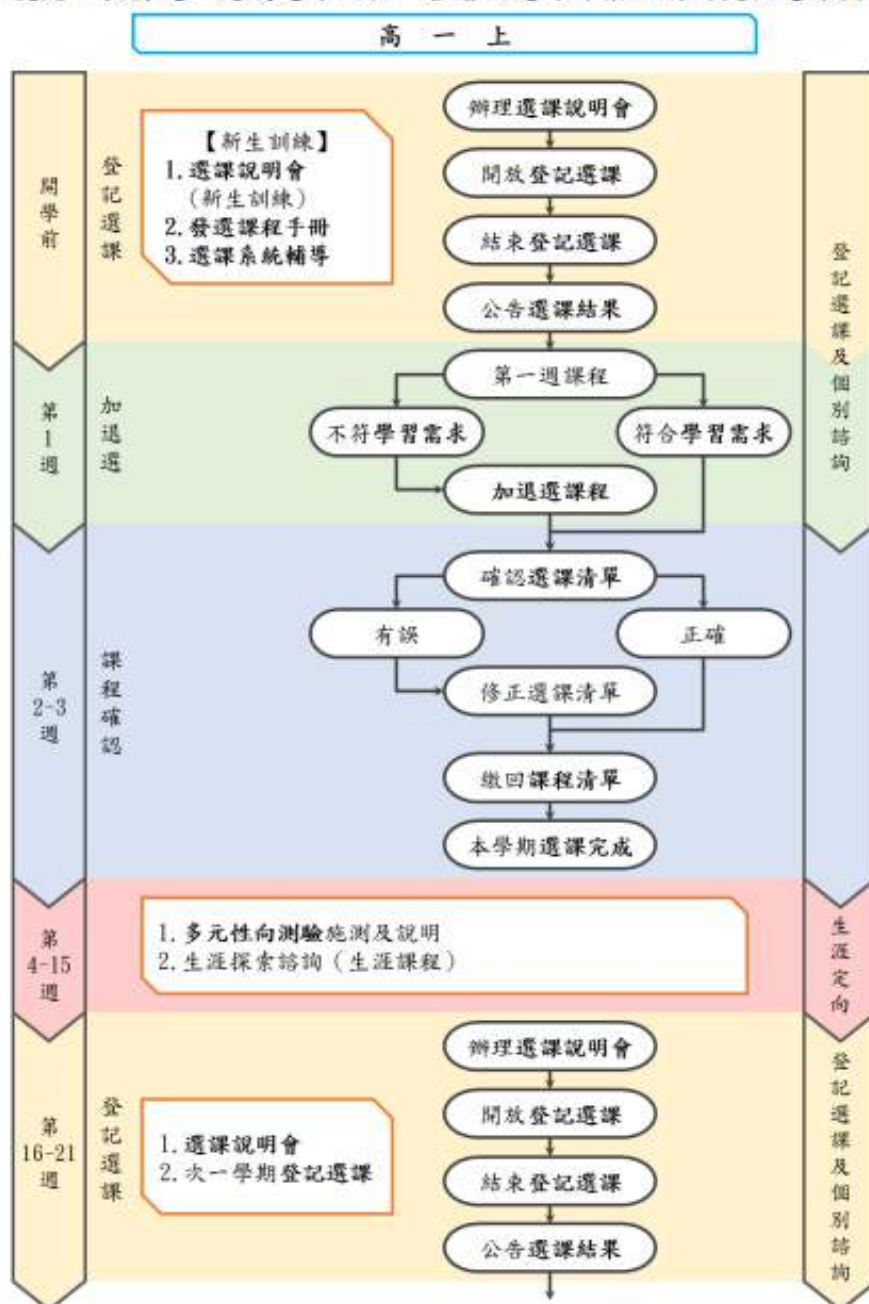 高一上
開學前
登記選課
【新生訓練】
1.選課說明會
(新生訓練)
2.發選課程手冊
3.選課系統輔導
辦理選課說明會
開放登記選課
結束登記選課
公告選課結果
登記選課及個別諮詢
第1週
加退選
第一週課程
不符學習需求
符合學習需求
加退選課程
第2-3週
課程確認
確認選課清單
有誤
正確
修正選課清單
繳回課程清單
本學期選課完成
第4-15週
1.多元性向測驗施測及說明
2.生涯探索諮詢(生涯課程)
生涯定向
第16-21週
登記選課
1.選課說明會
2.次一學期登記選課
辦理選課說明會
開放登記選課
結束登記選課
公告選課結果
登記選課及個別諮詢